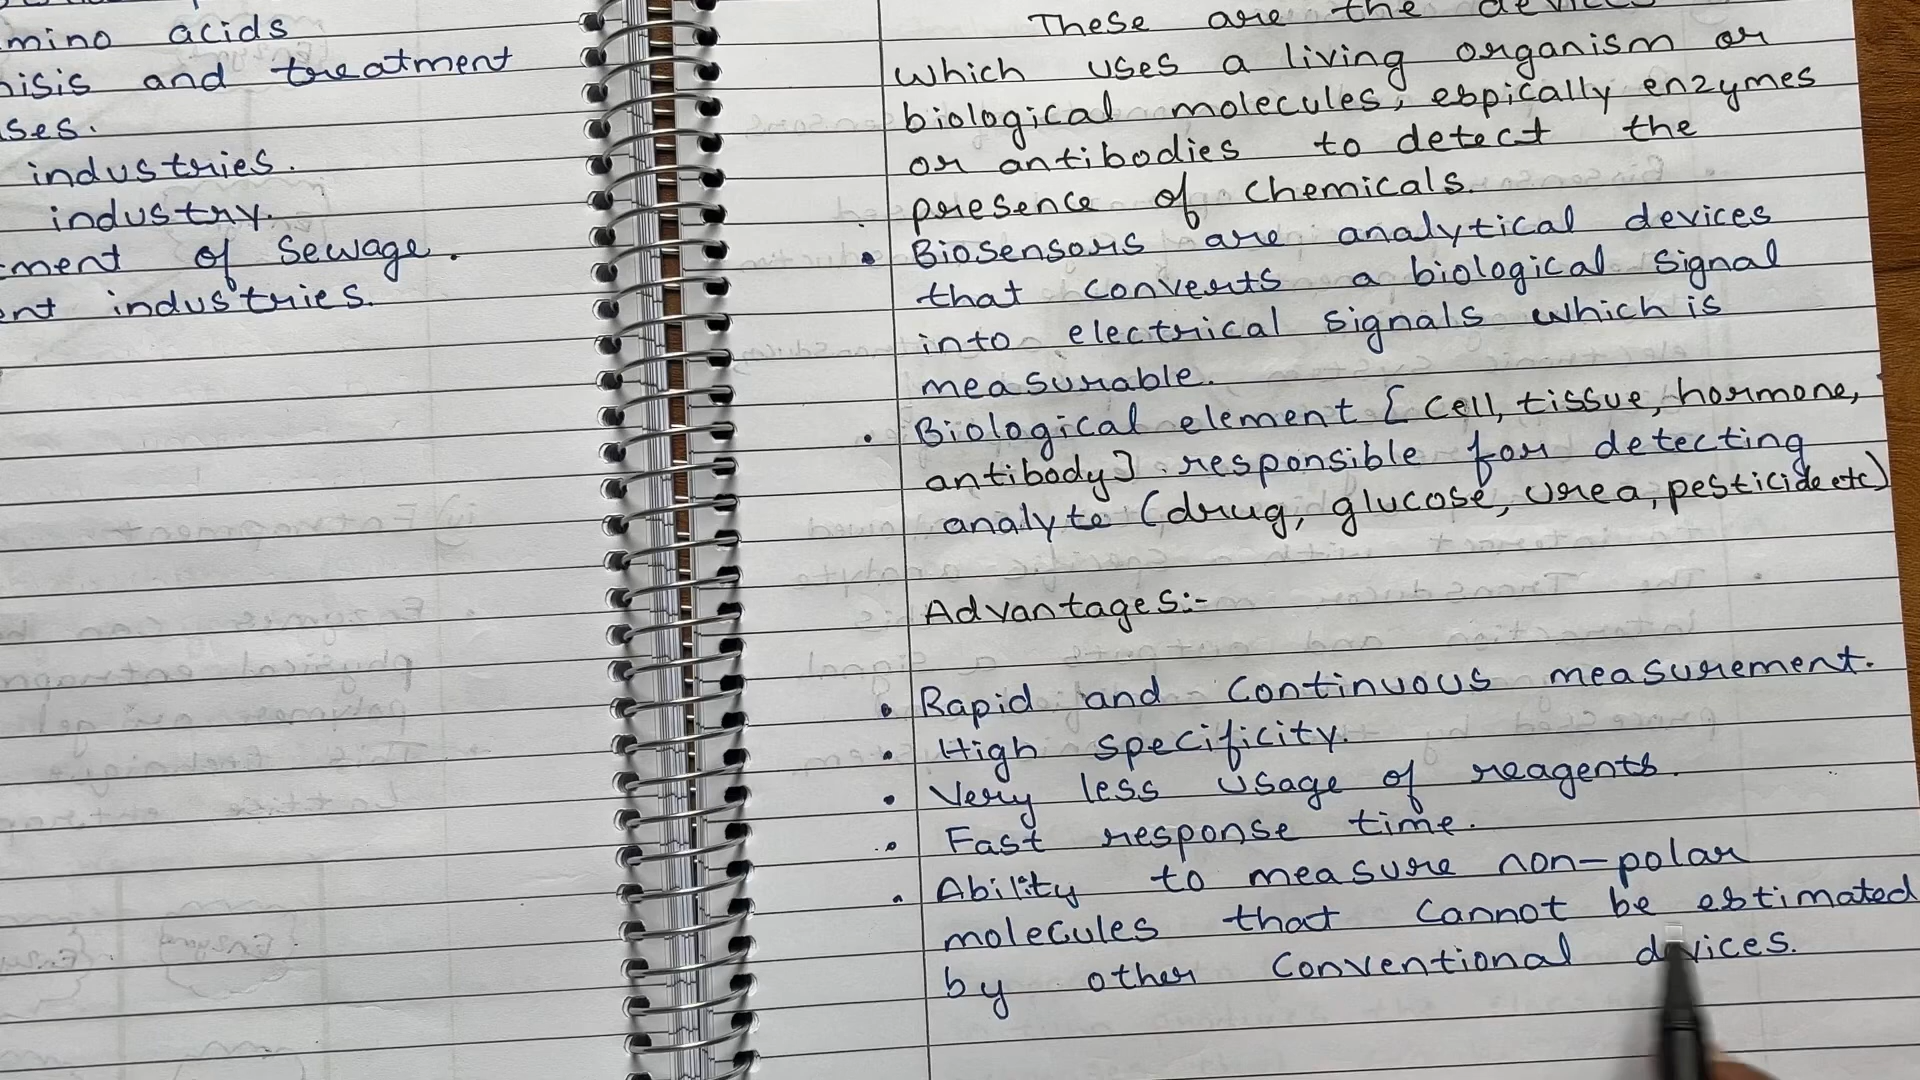 mino acids
and treatment
industries.
industry.
of Sewage.
industries.
These are the devices
which uses a living organism or
biological molecules, espically enzymes
or antibodies to detect the
presence of chemicals.
• Biosensors are analytical devices
that converts a biological signal
into electrical signals which is
measurable.
• Biological element [ cell, tissue, hormone,
antibody] responsible for detecting
analyte (drug, glucose, urea, pesticide etc)
Advantages:-
• Rapid and continuous measurement.
• High specificity.
• Very less usage of reagents.
• Fast response time.
• Ability to measure non-polar
molecules that cannot be estimated
by other conventional devices.